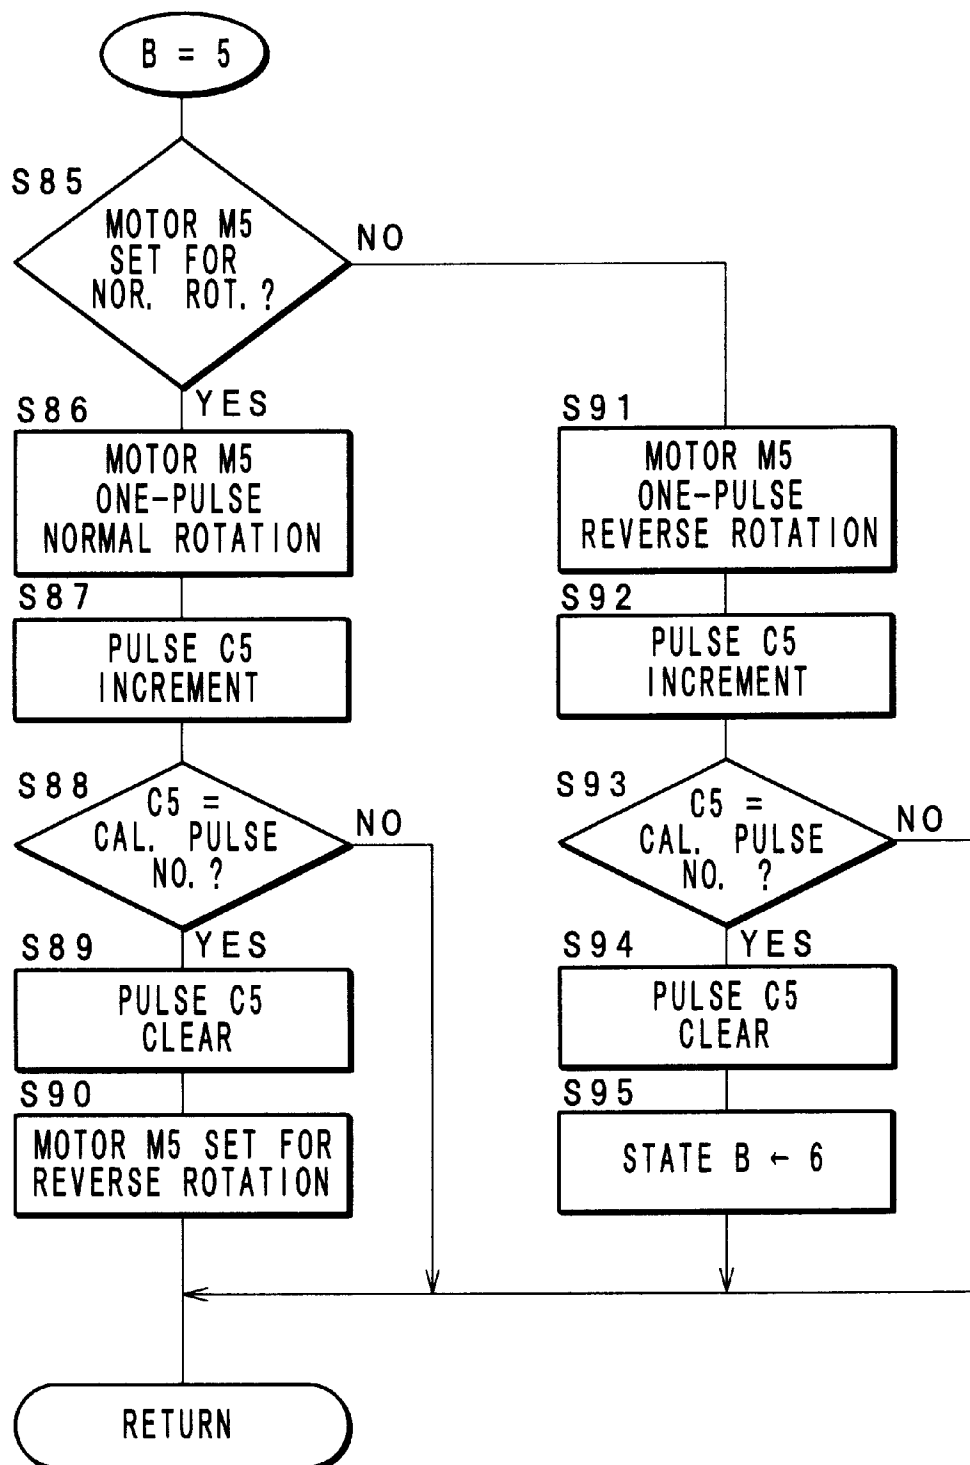 B = 5
S85
MOTOR M5
SET FOR
NOR. ROT. ?
NO
YES
S86
MOTOR M5
ONE-PULSE
NORMAL ROTATION
S87
PULSE C5
INCREMENT
S88
C5 =
CAL. PULSE
NO. ?
NO
YES
S89
PULSE C5
CLEAR
S90
MOTOR M5 SET FOR
REVERSE ROTATION
S91
MOTOR M5
ONE-PULSE
REVERSE ROTATION
S92
PULSE C5
INCREMENT
S93
C5 =
CAL. PULSE
NO. ?
NO
YES
S94
PULSE C5
CLEAR
S95
STATE B ← 6
RETURN